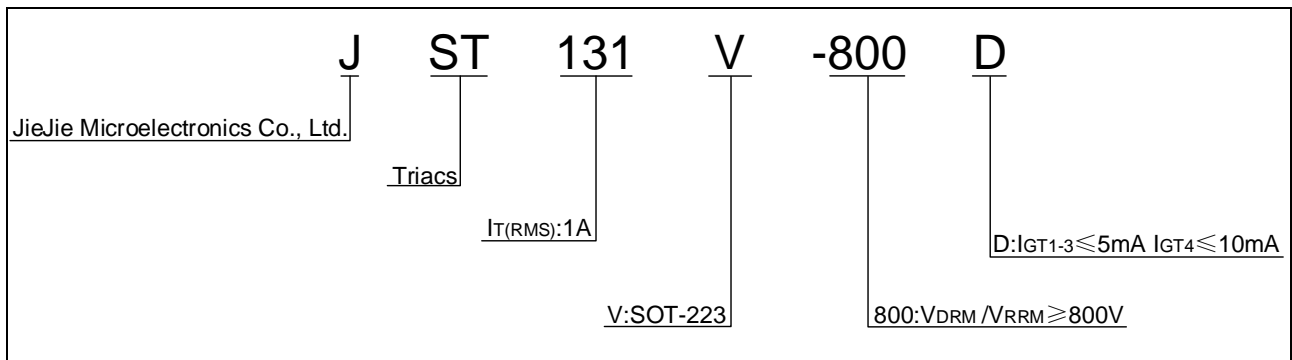 J ST 131 V -800 D
JieJie Microelectronics Co., Ltd.
Triacs
IT(RMS):1A
D:IGT1-3≤5mA IGT4≤10mA
V:SOT-223
800:VDRM /VRRM≥800V